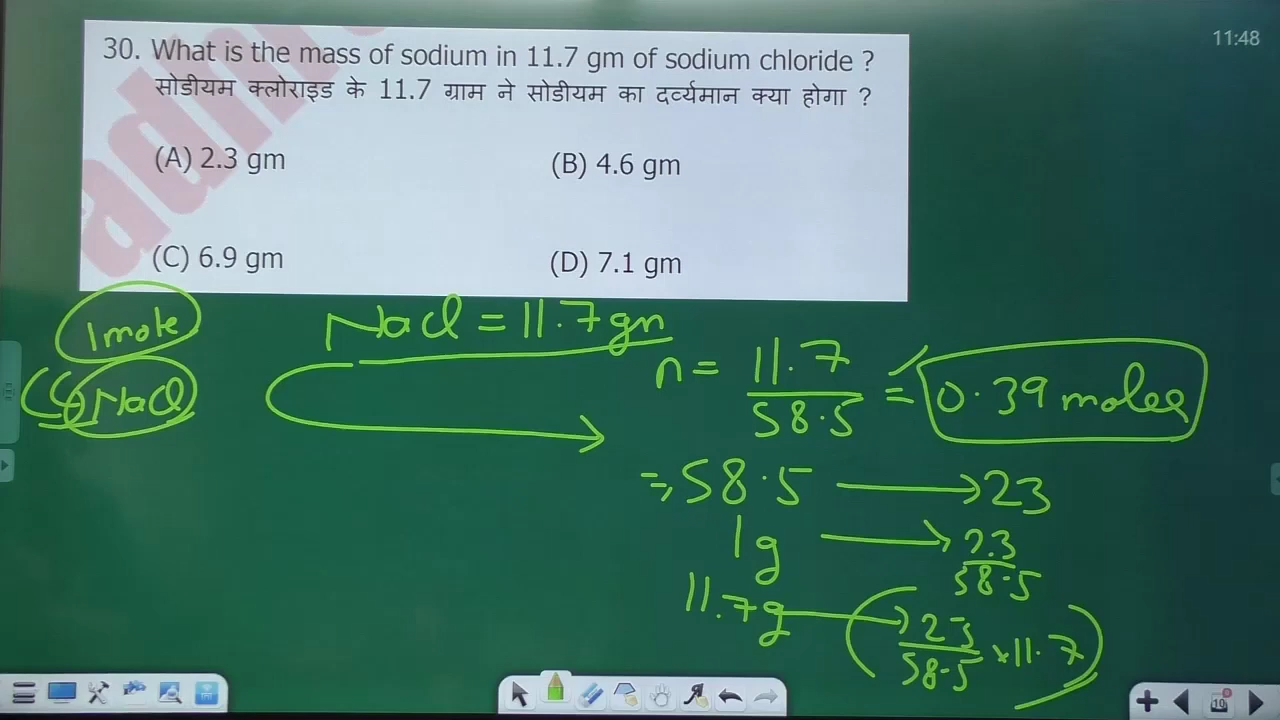 11:48
30. What is the mass of sodium in 11.7 gm of sodium chloride ?
सोडीयम क्लोराइड के 11.7 ग्राम ने सोडीयम का दर्व्यमान क्या होगा ?
(A) 2.3 gm (B) 4.6 gm
(C) 6.9 gm (D) 7.1 gm
1 mole
NaCl
NaCl = 11.7 gm
n = 11.7/58.5 = 0.39 moles
58.5 → 23
1g → 23/58.5
11.7g → (23/58.5 × 11.7)
10